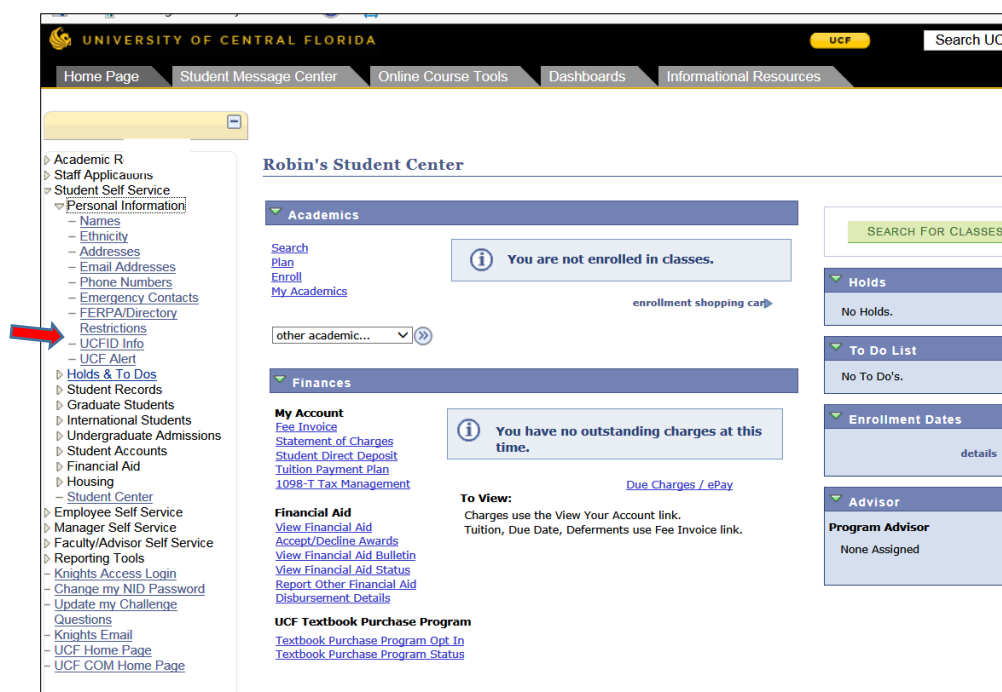 UNIVERSITY OF CENTRAL FLORIDA
UCF
Search UC
Home Page
Student Message Center
Online Course Tools
Dashboards
Informational Resources
Academic R
Staff Applications
Student Self Service
Personal Information
– Names
– Ethnicity
– Addresses
– Email Addresses
– Phone Numbers
– Emergency Contacts
– FERPA/Directory
Restrictions
– UCFID Info
– UCF Alert
Holds & To Dos
Student Records
Graduate Students
International Students
Undergraduate Admissions
Student Accounts
Financial Aid
Housing
– Student Center
Employee Self Service
Manager Self Service
Faculty/Advisor Self Service
Reporting Tools
– Knights Access Login
– Change my NID Password
– Update my Challenge
Questions
– Knights Email
– UCF Home Page
– UCF COM Home Page
Robin's Student Center
Academics
Search
Plan
Enroll
My Academics
You are not enrolled in classes.
enrollment shopping cart
other academic...
Finances
My Account
Fee Invoice
Statement of Charges
Student Direct Deposit
Tuition Payment Plan
1098-T Tax Management
You have no outstanding charges at this
time.
Due Charges / ePay
Financial Aid
View Financial Aid
Accept/Decline Awards
View Financial Aid Bulletin
View Financial Aid Status
Report Other Financial Aid
Disbursement Details
To View:
Charges use the View Your Account link.
Tuition, Due Date, Deferments use Fee Invoice link.
UCF Textbook Purchase Program
Textbook Purchase Program Opt In
Textbook Purchase Program Status
SEARCH FOR CLASSES
Holds
No Holds.
To Do List
No To Do's.
Enrollment Dates
details
Advisor
Program Advisor
None Assigned